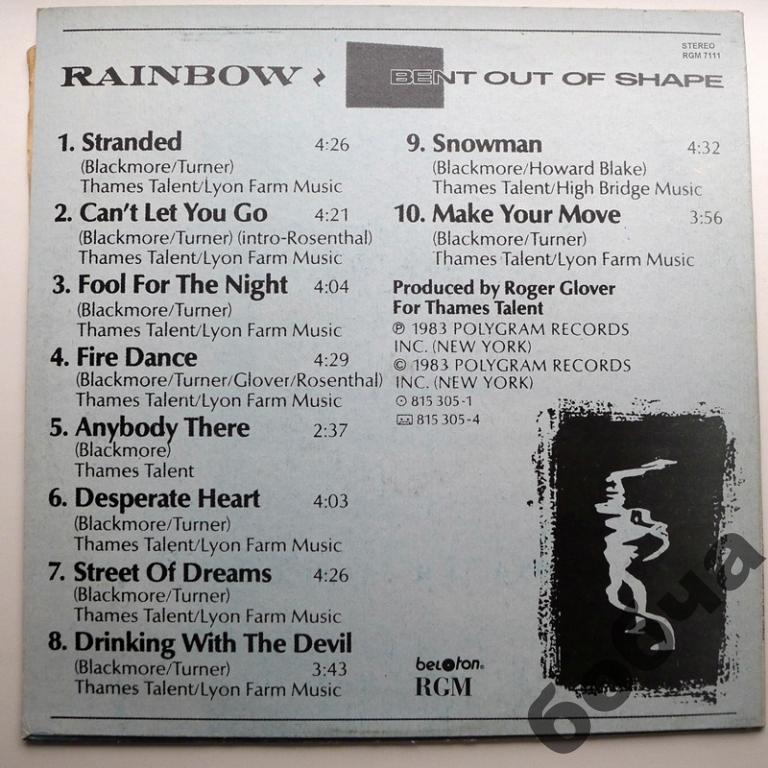 STEREO
RGM 7111
RAINBOW
BENT OUT OF SHAPE
1. Stranded 4:26
(Blackmore/Turner)
Thames Talent/Lyon Farm Music
2. Can't Let You Go 4:21
(Blackmore/Turner) (intro-Rosenthal)
Thames Talent/Lyon Farm Music
3. Fool For The Night 4:04
(Blackmore/Turner)
Thames Talent/Lyon Farm Music
4. Fire Dance 4:29
(Blackmore/Turner/Glover/Rosenthal)
Thames Talent/Lyon Farm Music
5. Anybody There 2:37
(Blackmore)
Thames Talent
6. Desperate Heart 4:03
(Blackmore/Turner)
Thames Talent/Lyon Farm Music
7. Street Of Dreams 4:26
(Blackmore/Turner)
Thames Talent/Lyon Farm Music
8. Drinking With The Devil
(Blackmore/Turner) 3:43
Thames Talent/Lyon Farm Music
9. Snowman 4:32
(Blackmore/Howard Blake)
Thames Talent/High Bridge Music
10. Make Your Move 3:56
(Blackmore/Turner)
Thames Talent/Lyon Farm Music
Produced by Roger Glover
For Thames Talent
℗ 1983 POLYGRAM RECORDS
INC. (NEW YORK)
© 1983 POLYGRAM RECORDS
INC. (NEW YORK)
815 305-1
815 305-4
beloton®
RGM
бобча